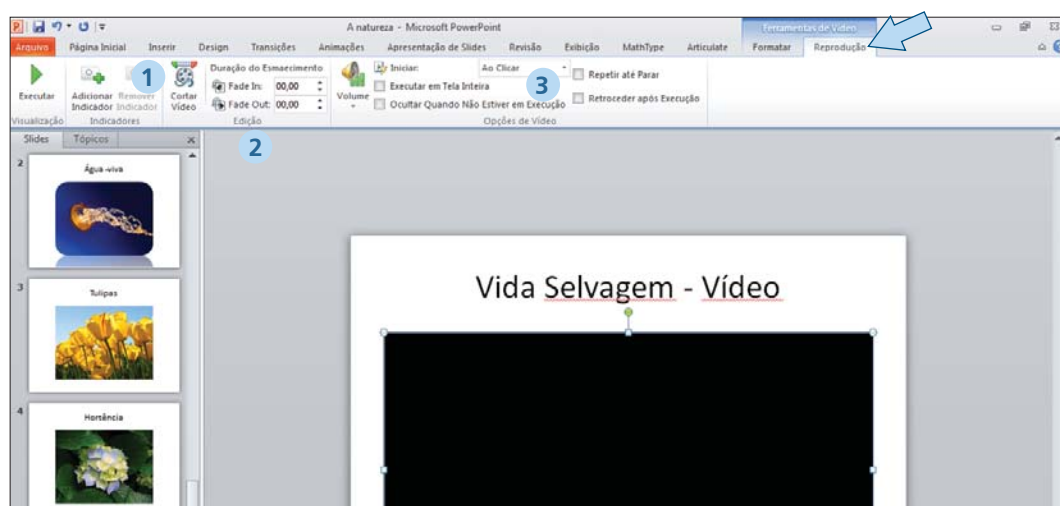 A natureza - Microsoft PowerPoint
Ferramentas de Vídeo
Arquivo Página Inicial Inserir Design Transições Animações Apresentação de Slides Revisão Exibição MathType Articulate Formatar Reprodução
Executar
Visualização
Adicionar Indicador
Remover Indicador
Indicadores
1
Cortar Vídeo
Duração do Esmaecimento
Fade In: 00,00
Fade Out: 00,00
Edição
2
Volume
Iniciar: Ao Clicar
Executar em Tela Inteira
Ocultar Quando Não Estiver em Execução
3
Repetir até Parar
Retroceder após Execução
Opções de Vídeo
Slides Tópicos
2
Água -viva
3
Tulipas
4
Hortência
Vida Selvagem - Vídeo